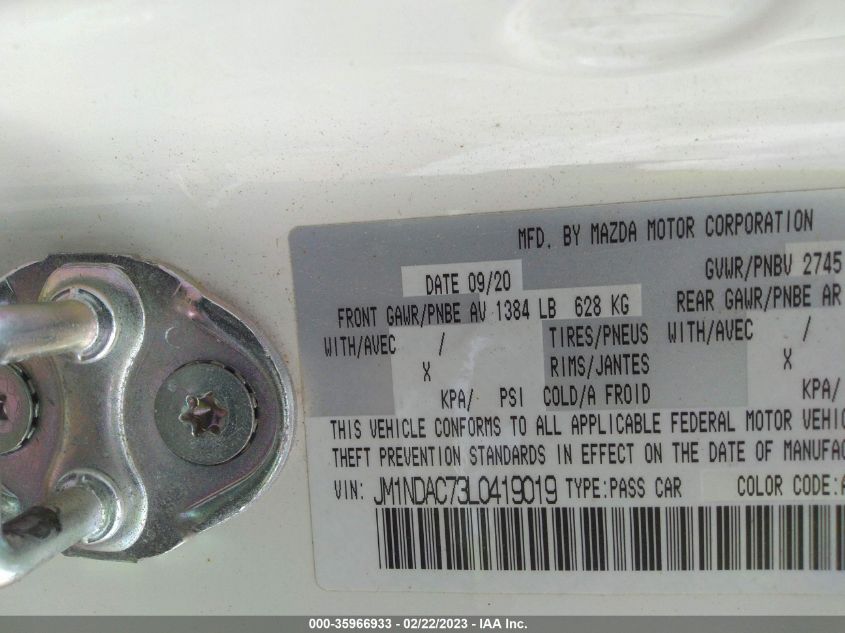 MFD. BY MAZDA MOTOR CORPORATION
DATE 09/20 GVWR/PNBV 2745
FRONT GAWR/PNBE AV 1384 LB 628 KG REAR GAWR/PNBE AR
WITH/AVEC / TIRES/PNEUS WITH/AVEC /
X RIMS/JANTES X
KPA/ PSI COLD/A FROID KPA/
THIS VEHICLE CONFORMS TO ALL APPLICABLE FEDERAL MOTOR VEHIC
THEFT PREVENTION STANDARDS IN EFFECT ON THE DATE OF MANUFAC
VIN: JM1NDAC73L0419019 TYPE:PASS CAR COLOR CODE:A
000-35966933 - 02/22/2023 - IAA Inc.